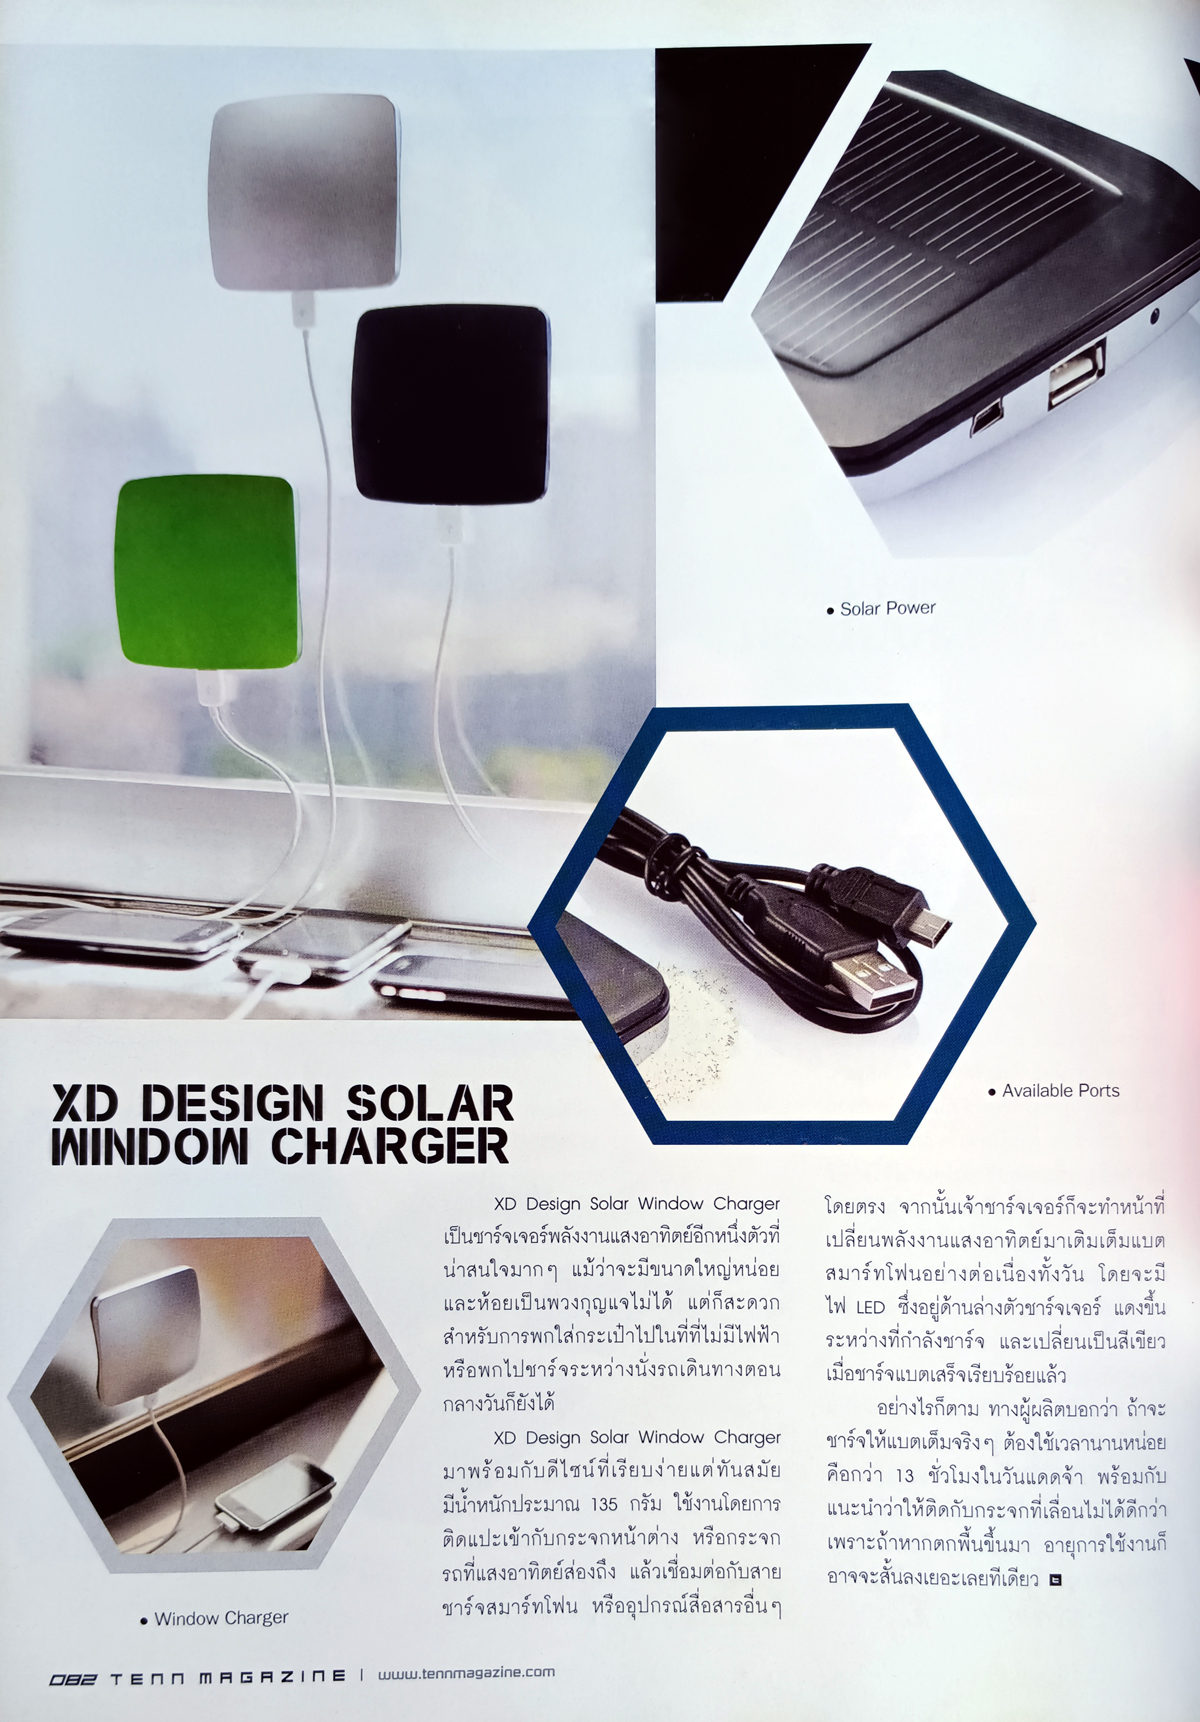 • Solar Power
• Available Ports
XD DESIGN SOLAR
WINDOW CHARGER
XD Design Solar Window Charger
เป็นชาร์จเจอร์พลังงานแสงอาทิตย์อีกหนึ่งตัวที่
น่าสนใจมากๆ แม้ว่าจะมีขนาดใหญ่หน่อย
และห้อยเป็นพวงกุญแจไม่ได้ แต่ก็สะดวก
สำหรับการพกใส่กระเป๋าไปในที่ที่ไม่มีไฟฟ้า
หรือพกไปชาร์จระหว่างนั่งรถเดินทางตอน
กลางวันก็ยังได้
XD Design Solar Window Charger
มาพร้อมกับดีไซน์ที่เรียบง่ายแต่ทันสมัย
มีน้ำหนักประมาณ 135 กรัม ใช้งานโดยการ
ติดแปะเข้ากับกระจกหน้าต่าง หรือกระจก
รถที่แสงอาทิตย์ส่องถึง แล้วเชื่อมต่อกับสาย
ชาร์จสมาร์ทโฟน หรืออุปกรณ์สื่อสารอื่นๆ
โดยตรง จากนั้นเจ้าชาร์จเจอร์ก็จะทำหน้าที่
เปลี่ยนพลังงานแสงอาทิตย์มาเติมเต็มแบต
สมาร์ทโฟนอย่างต่อเนื่องทั้งวัน โดยจะมี
ไฟ LED ซึ่งอยู่ด้านล่างตัวชาร์จเจอร์ แดงขึ้น
ระหว่างที่กำลังชาร์จ และเปลี่ยนเป็นสีเขียว
เมื่อชาร์จแบตเสร็จเรียบร้อยแล้ว
อย่างไรก็ตาม ทางผู้ผลิตบอกว่า ถ้าจะ
ชาร์จให้แบตเต็มจริงๆ ต้องใช้เวลานานหน่อย
คือกว่า 13 ชั่วโมงในวันแดดจ้า พร้อมกับ
แนะนำว่าให้ติดกับกระจกที่เลื่อนไม่ได้ดีกว่า
เพราะถ้าหากตกพื้นขึ้นมา อายุการใช้งานก็
อาจจะสั้นลงเยอะเลยทีเดียว
• Window Charger
082 TENN MAGAZINE | www.tennmagazine.com